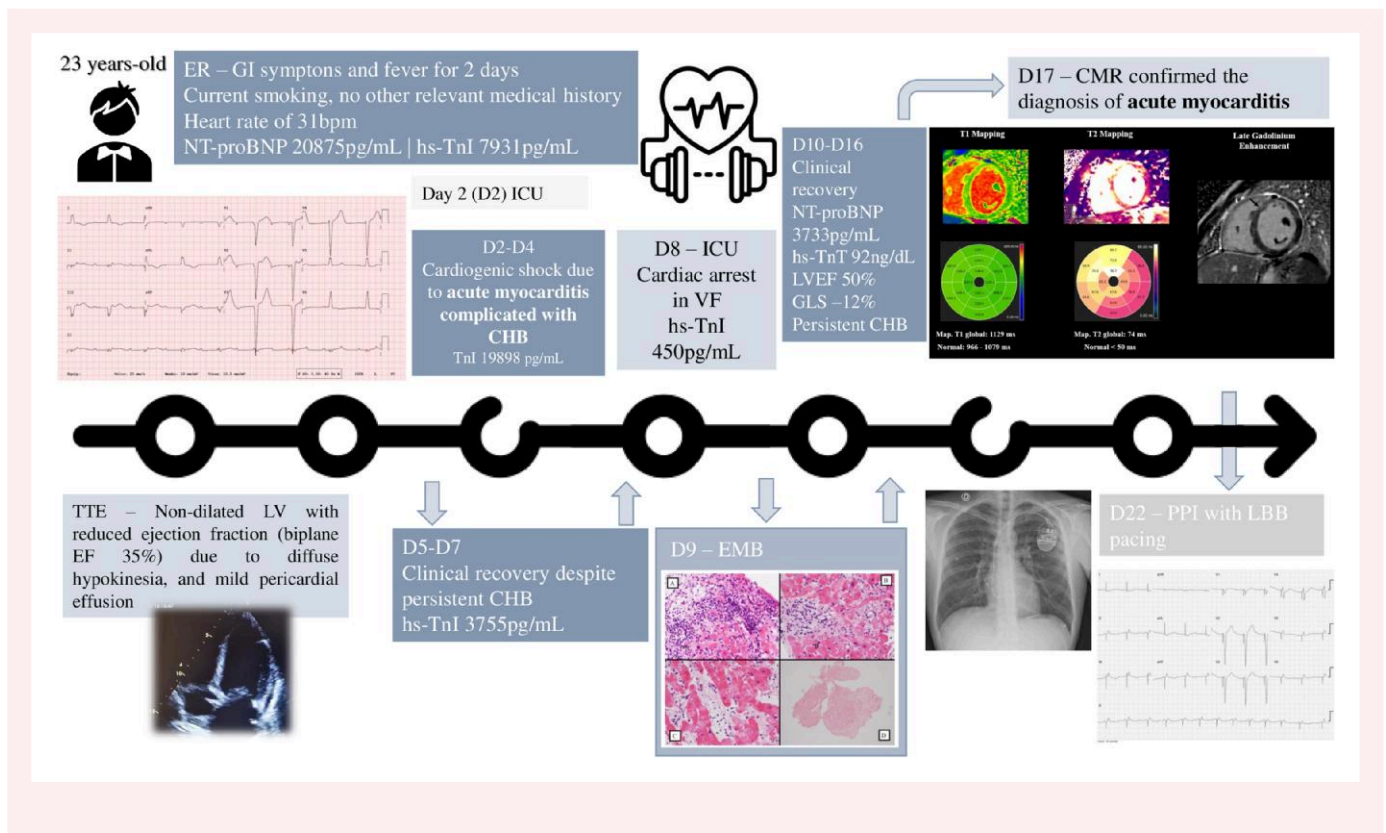 23 years-old
ER – GI symptons and fever for 2 days
Current smoking, no other relevant medical history
Heart rate of 31bpm
NT-proBNP 20875pg/mL | hs-TnI 7931pg/mL
Day 2 (D2) ICU
D2-D4
Cardiogenic shock due
to acute myocarditis
complicated with
CHB
TnI 19898 pg/mL
D8 – ICU
Cardiac arrest
in VF
hs-TnI
450pg/mL
D10-D16
Clinical
recovery
NT-proBNP
3733pg/mL
hs-TnT 92ng/dL
LVEF 50%
GLS –12%
Persistent CHB
D17 – CMR confirmed the
diagnosis of acute myocarditis
T1 Mapping
T2 Mapping
Late Gadolinium
Enhancement
Map. T1 global: 1129 ms
Normal: 966 - 1079 ms
Map. T2 global: 74 ms
Normal < 50 ms
TTE – Non-dilated LV with
reduced ejection fraction (biplane
EF 35%) due to diffuse
hypokinesia, and mild pericardial
effusion
D5-D7
Clinical recovery despite
persistent CHB
hs-TnI 3755pg/mL
D9 – EMB
A
B
C
D
D22 – PPI with LBB
pacing